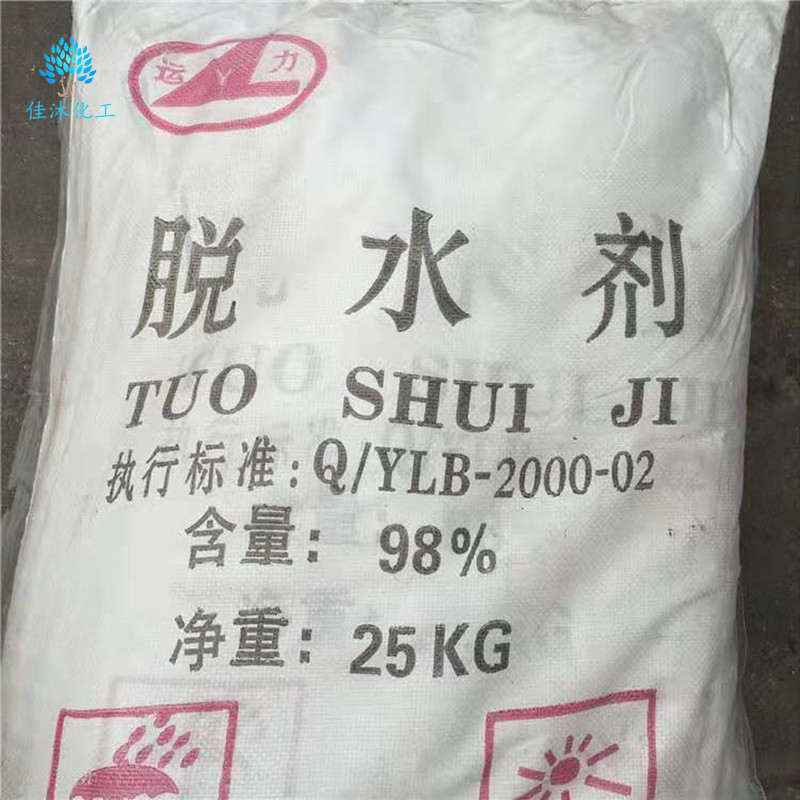 运Y力
佳沐化工
脱水剂
TUO SHUI JI
执行标准:Q/YLB-2000-02
含量: 98%
净重: 25KG